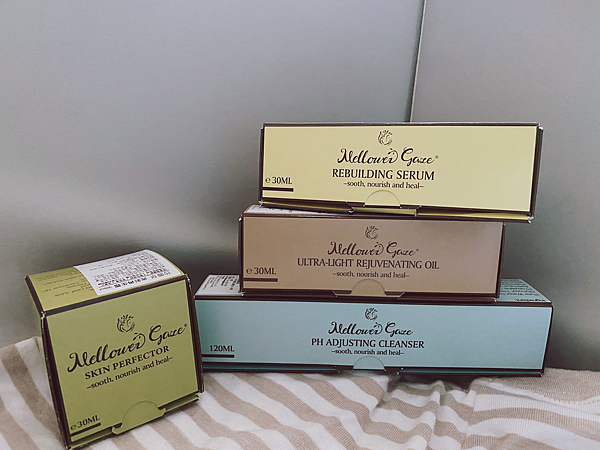 Mellower Gaze®
REBUILDING SERUM
–sooth, nourish and heal–
e 30ML
Mellower Gaze®
ULTRA-LIGHT REJUVENATING OIL
–sooth, nourish and heal–
e 30ML
Mellower Gaze®
PH ADJUSTING CLEANSER
–sooth, nourish and heal–
120ML
Mellower Gaze®
SKIN PERFECTOR
–sooth, nourish and heal–
e 30ML